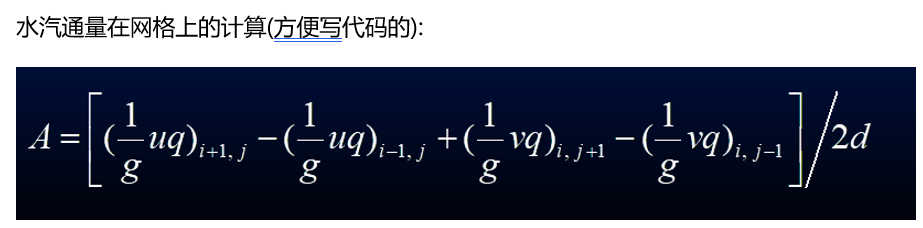 水汽通量在网格上的计算(方便写代码的):
A = [ (1/g uq)_{i+1, j} − (1/g uq)_{i−1, j} + (1/g vq)_{i, j+1} − (1/g vq)_{i, j−1} ] / 2d